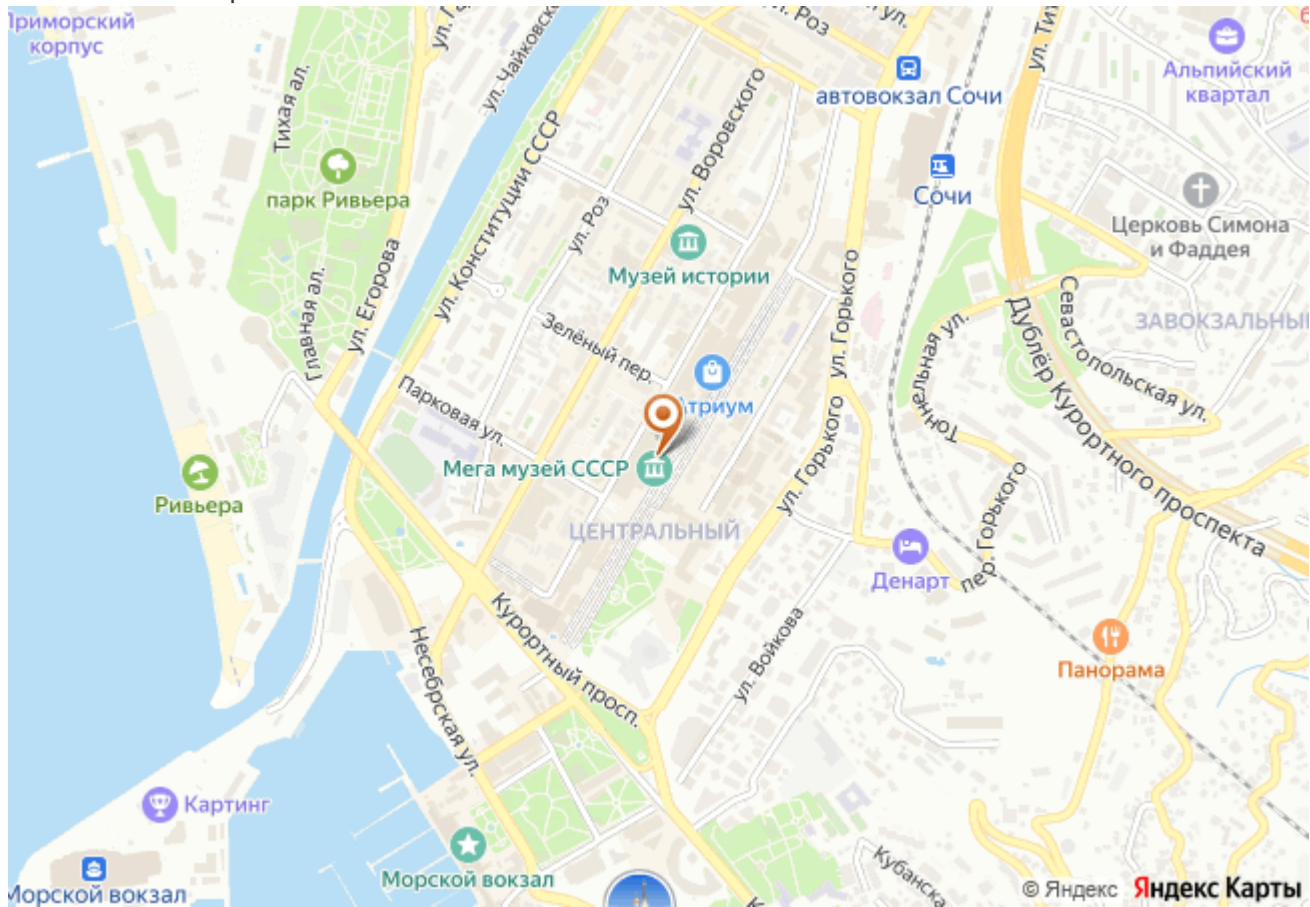 Приморский
корпус
ул. Чайковского
Роз
автовокзал Сочи
ул. Тит
Альпийский
квартал
Тихая ал.
парк Ривьера
ул. Конституции СССР
ул. Воровского
ул. Роз
Сочи
Церковь Симона
и Фаддея
Музей истории
Главная ал.
ул. Егорова
Зелёный пер.
ул. Горького
Тоннельная ул.
Дублёр Курортного проспекта
Севастопольская ул.
ЗАВОКЗАЛЬНЫЙ
Атриум
Парковая ул.
Мега музей СССР
ул. Горького
Ривьера
ЦЕНТРАЛЬНЫЙ
Денарт
пер. Горького
Курортный просп.
Несебрская ул.
ул. Войкова
Панорама
Картинг
Морской вокзал
Морской вокзал
Кубанска
© Яндекс Яндекс Карты